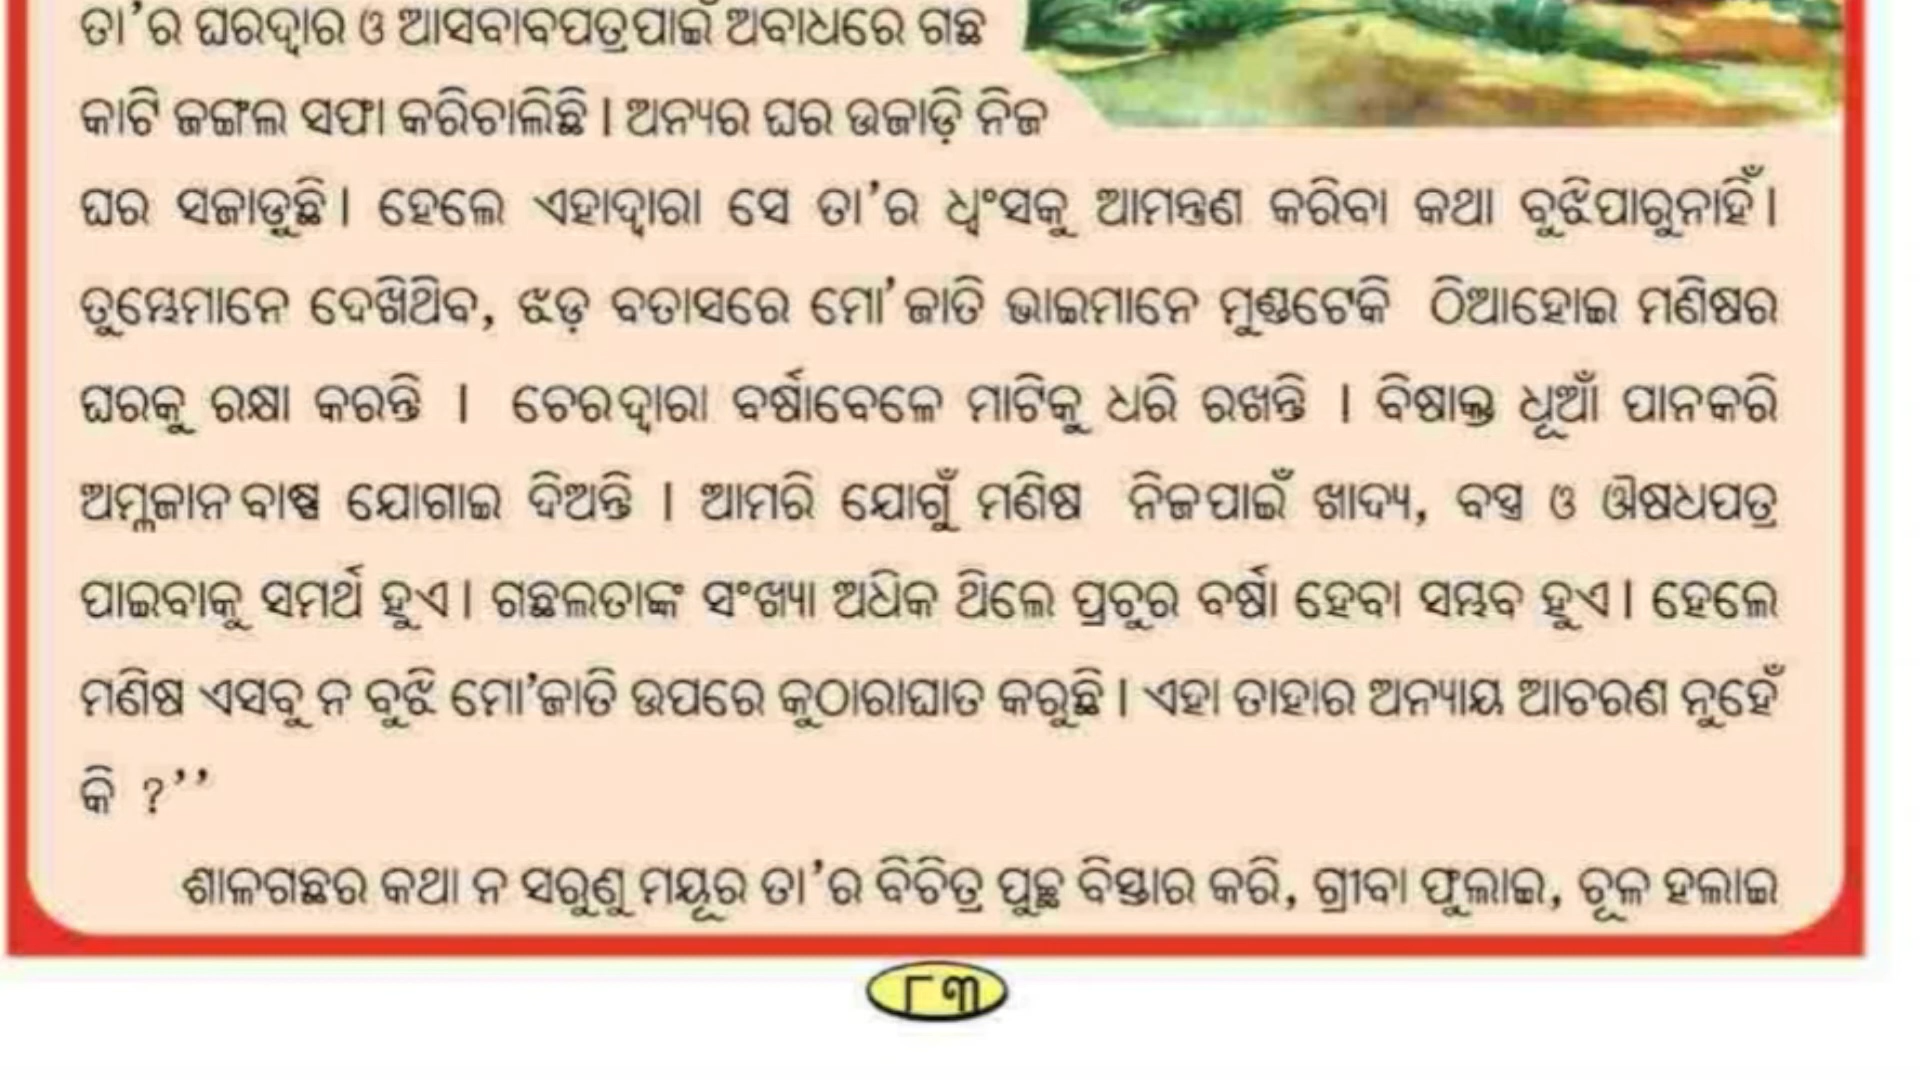 ତା’ର ଘରଦ୍ୱାର ଓ ଆସବାବପତ୍ରପାଇଁ ଅବାଧରେ ଗଛ
କାଟି ଜଙ୍ଗଲ ସଫା କରିଚାଲିଛି । ଅନ୍ୟର ଘର ଉଜାଡ଼ି ନିଜ
ଘର ସଜାଡୁଛି । ହେଲେ ଏହାଦ୍ୱାରା ସେ ତା’ର ଧ୍ୱଂସକୁ ଆମନ୍ତ୍ରଣ କରିବା କଥା ବୁଝିପାରୁନାହିଁ ।
ତୁମ୍ଭେମାନେ ଦେଖିଥିବ, ଝଡ଼ ବତାସରେ ମୋ’ ଜାତି ଭାଇମାନେ ମୁଣ୍ଡଟେକି ଠିଆହୋଇ ମଣିଷର
ଘରକୁ ରକ୍ଷା କରନ୍ତି । ଚେରଦ୍ୱାରା ବର୍ଷାବେଳେ ମାଟିକୁ ଧରି ରଖନ୍ତି । ବିଷାକ୍ତ ଧୂଆଁ ପାନକରି
ଅମ୍ଳଜାନ ବାଷ୍ପ ଯୋଗାଇ ଦିଅନ୍ତି । ଆମରି ଯୋଗୁଁ ମଣିଷ ନିଜପାଇଁ ଖାଦ୍ୟ, ବସ୍ତ୍ର ଓ ଔଷଧପତ୍ର
ପାଇବାକୁ ସମର୍ଥ ହୁଏ । ଗଛଲତାଙ୍କ ସଂଖ୍ୟା ଅଧିକ ଥିଲେ ପ୍ରଚୁର ବର୍ଷା ହେବା ସମ୍ଭବ ହୁଏ । ହେଲେ
ମଣିଷ ଏସବୁ ନ ବୁଝି ମୋ’ଜାତି ଉପରେ କୁଠାରାଘାତ କରୁଛି । ଏହା ତାହାର ଅନ୍ୟାୟ ଆଚରଣ ନୁହେଁ
କି ?’’
ଶାଳଗଛର କଥା ନ ସରୁଣୁ ମୟୂର ତା’ର ବିଚିତ୍ର ପୁଚ୍ଛ ବିସ୍ତାର କରି, ଗ୍ରୀବା ଫୁଲାଇ, ଚୂଳ ହଲାଇ
୮୩